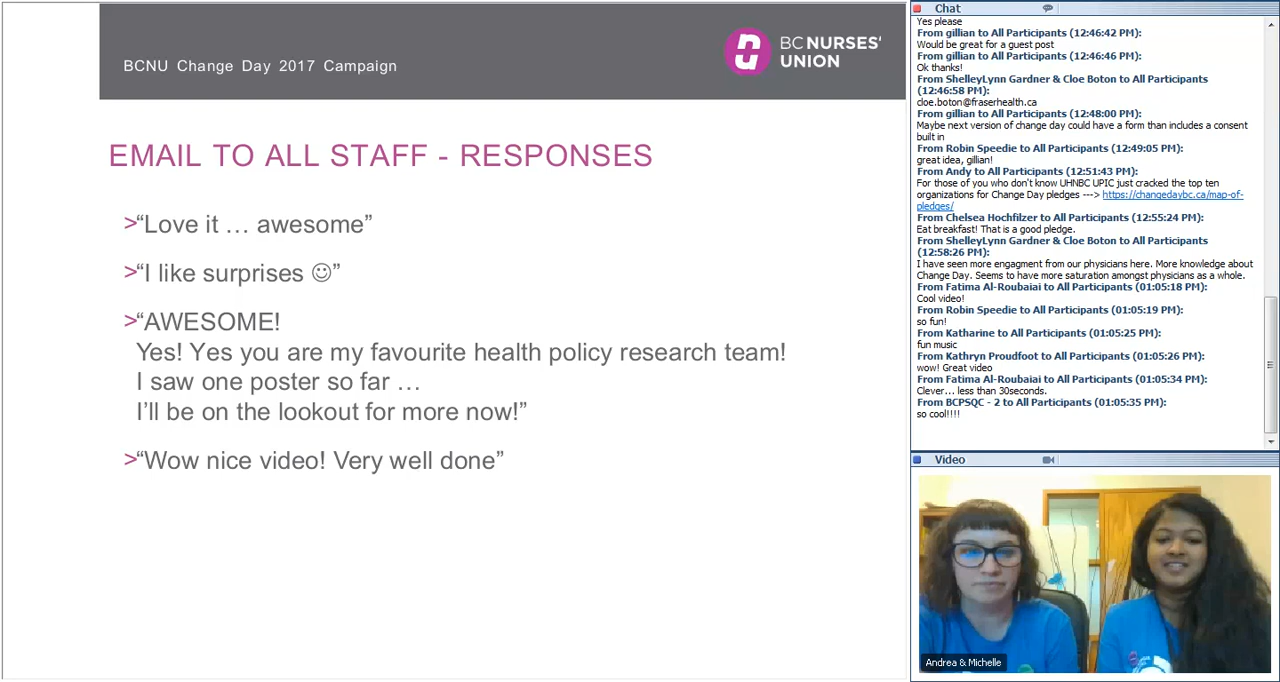 BCNU Change Day 2017 Campaign
BC NURSES'
UNION
EMAIL TO ALL STAFF - RESPONSES
>“Love it … awesome”
>“I like surprises ☺”
>“AWESOME!
Yes! Yes you are my favourite health policy research team!
I saw one poster so far …
I’ll be on the lookout for more now!”
>“Wow nice video! Very well done”
Chat
Yes please
From gillian to All Participants (12:46:42 PM):
Would be great for a guest post
From gillian to All Participants (12:46:46 PM):
Ok thanks!
From ShelleyLynn Gardner & Cloe Boton to All Participants
(12:46:58 PM):
cloe.boton@fraserhealth.ca
From gillian to All Participants (12:48:00 PM):
Maybe next version of change day could have a form than includes a consent
built in
From Robin Speedie to All Participants (12:49:05 PM):
great idea, gillian!
From Andy to All Participants (12:51:43 PM):
For those of you who don't know UHNBC UPIC just cracked the top ten
organizations for Change Day pledges ---> https://changedaybc.ca/map-of-
pledges/
From Chelsea Hochfilzer to All Participants (12:55:24 PM):
Eat breakfast! That is a good pledge.
From ShelleyLynn Gardner & Cloe Boton to All Participants
(12:58:26 PM):
I have seen more engagment from our physicians here. More knowledge about
Change Day. Seems to have more saturation amongst physicians as a whole.
From Fatima Al-Roubaiai to All Participants (01:05:18 PM):
Cool video!
From Robin Speedie to All Participants (01:05:19 PM):
so fun!
From Katharine to All Participants (01:05:25 PM):
fun music
From Kathryn Proudfoot to All Participants (01:05:26 PM):
wow! Great video
From Fatima Al-Roubaiai to All Participants (01:05:34 PM):
Clever... less than 30seconds.
From BCPSQC - 2 to All Participants (01:05:35 PM):
so cool!!!!
Video
Andrea & Michelle